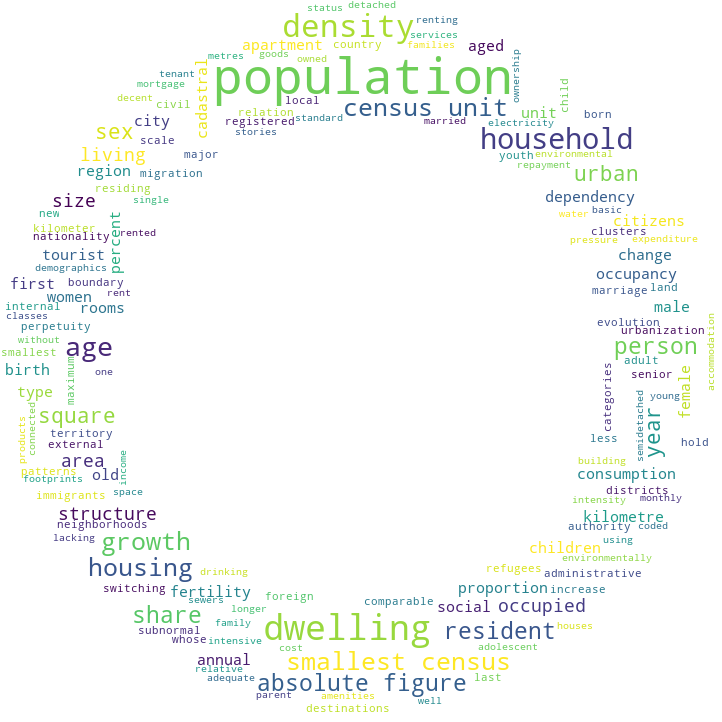 status
detached
density
renting
services
apartment
country
families
aged
metres
goods
owned
population
tenant
mortgage
cadastral
ownership
child
decent
civil
local
census unit
relation
registered
standard
married
electricity
unit
born
city
sex
scale
stories
household
living
major
youth
environmental
region
migration
repayment
urban
residing
single
size
dependency
new
percent
water
basic
citizens
kilometer
nationality
rented
clusters
pressure
expenditure
tourist
change
demographics
occupancy
first
boundary
women
rent
marriage
land
internal
rooms
male
classes
perpetuity
evolution
urbanization
accommodation
without
smallest
age
person
birth
maximum
one
adult
categories
senior
female
type
young
square
semidetached
year
products
connected
territory
less
hold
external
area
building
patterns
old
income
consumption
footprints
immigrants
space
districts
intensity
monthly
structure
kilometre
neighborhoods
authority
coded
lacking
growth
using
children
environmentally
housing
drinking
refugees
administrative
switching
fertility
proportion
increase
sewers
foreign
comparable
social
occupied
share
longer
subnormal
family
dwelling
resident
houses
whose
intensive
cost
adolescent
annual
smallest census
relative
adequate
absolute figure
last
parent
amenities
well
destinations